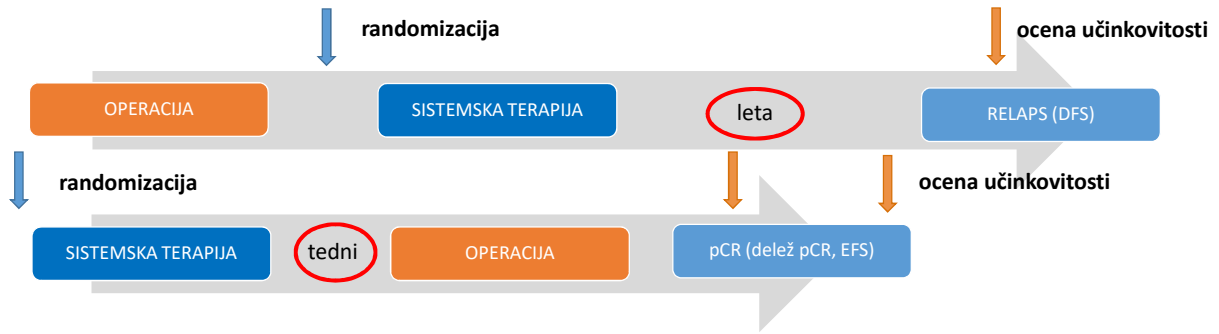 randomizacija
ocena učinkovitosti
OPERACIJA
SISTEMSKA TERAPIJA
leta
RELAPS (DFS)
randomizacija
ocena učinkovitosti
SISTEMSKA TERAPIJA
tedni
OPERACIJA
pCR (delež pCR, EFS)